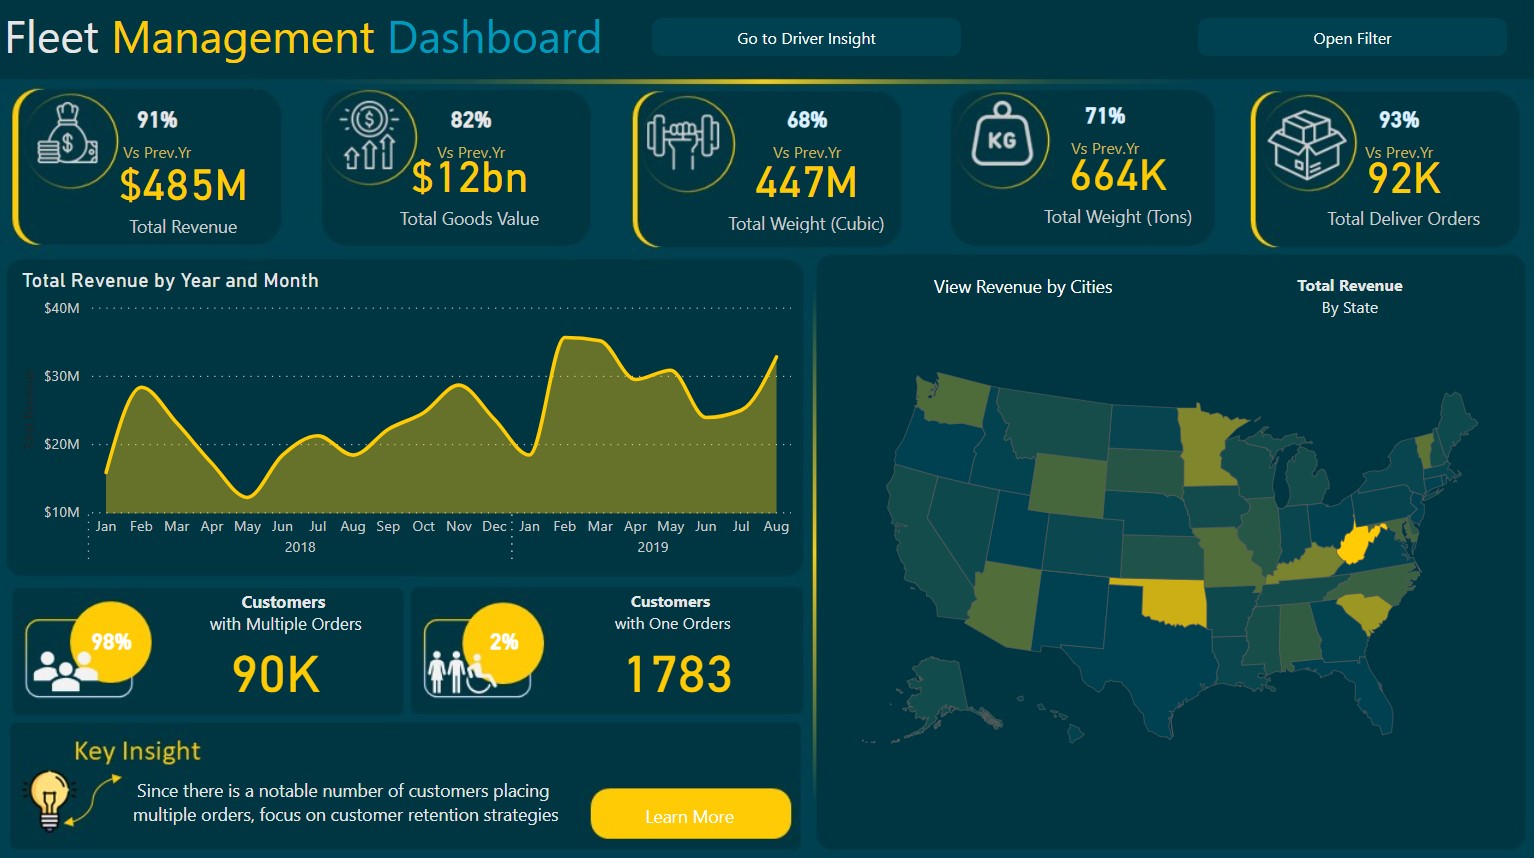 Fleet Management Dashboard
Go to Driver Insight
Open Filter
91%
Vs Prev.Yr
$485M
Total Revenue
82%
Vs Prev.Yr
$12bn
Total Goods Value
68%
Vs Prev.Yr
447M
Total Weight (Cubic)
KG
71%
Vs Prev.Yr
664K
Total Weight (Tons)
93%
Vs Prev.Yr
92K
Total Deliver Orders
Total Revenue by Year and Month
$40M
$30M
$20M
$10M
Jan Feb Mar Apr May Jun Jul Aug Sep Oct Nov Dec Jan Feb Mar Apr May Jun Jul Aug
2018 2019
View Revenue by Cities
Total Revenue
By State
98%
Customers
with Multiple Orders
90K
2%
Customers
with One Orders
1783
Key Insight
Since there is a notable number of customers placing
multiple orders, focus on customer retention strategies
Learn More